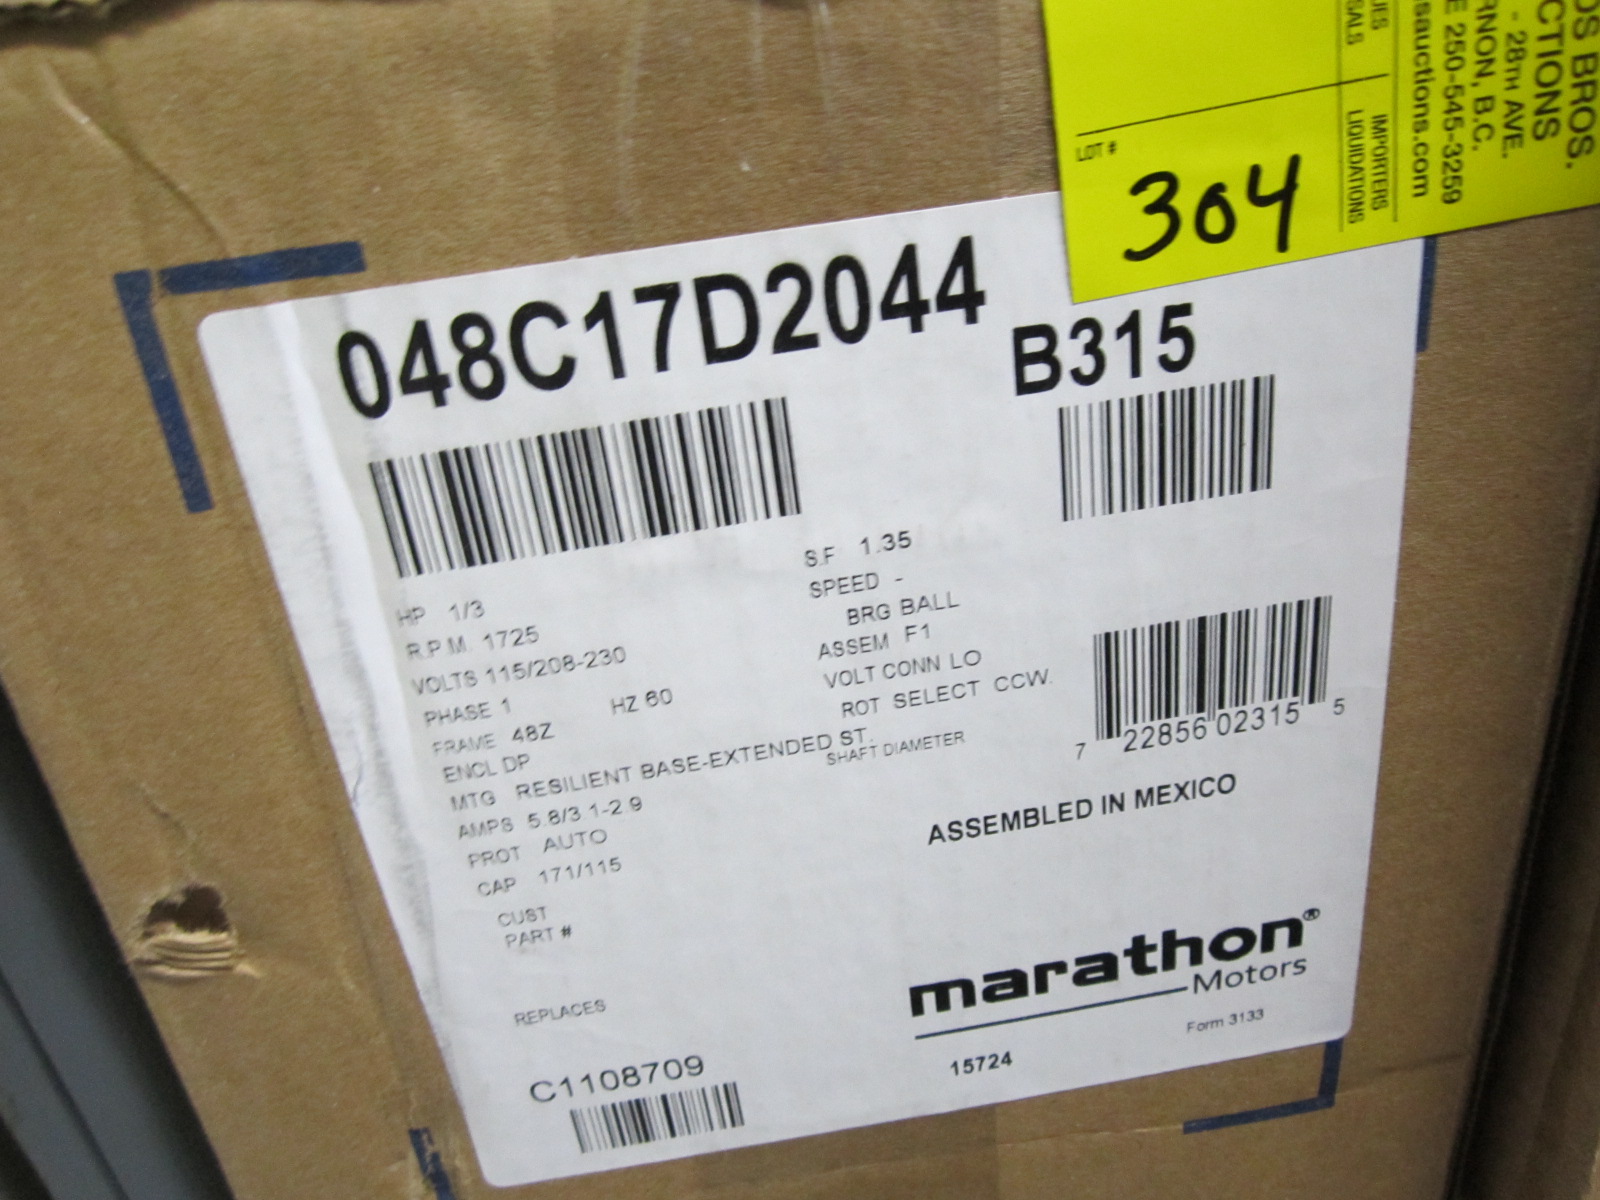 OS BROS.
CTIONS
- 28TH AVE.
RNON, B.C.
E 250-545-3259
sauctions.com
IMPORTERS
LIQUIDATIONS
LOT #
304
048C17D2044
B315
HP 1/3
R.P.M. 1725
VOLTS 115/208-230
PHASE 1 HZ 60
FRAME 48Z
ENCL DP
MTG RESILIENT BASE-EXTENDED ST.
AMPS 5.8/3.1-2.9
PROT AUTO
CAP 171/115
CUST
PART #
REPLACES
S.F 1.35
SPEED -
BRG BALL
ASSEM F1
VOLT CONN LO
ROT SELECT CCW.
SHAFT DIAMETER
7 22856 02315 5
ASSEMBLED IN MEXICO
marathon®
Motors
Form 3133
15724
C1108709